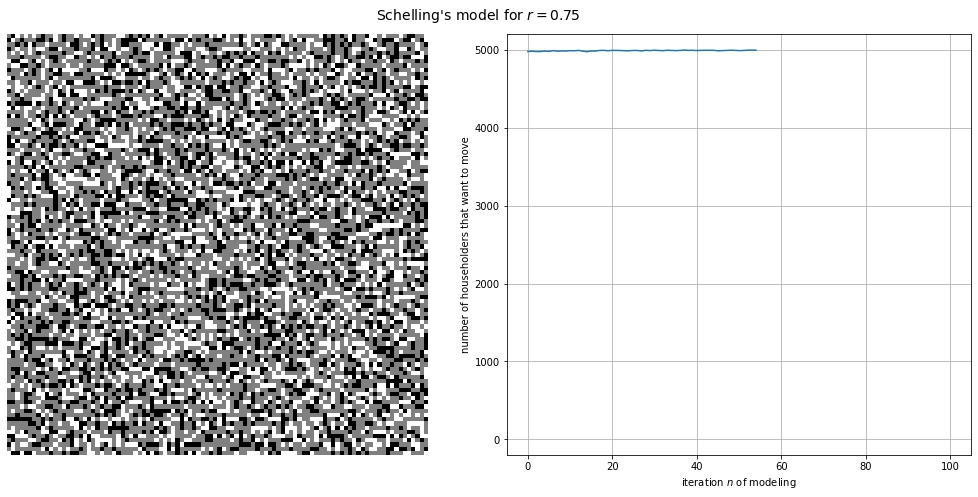 Schelling's model for r = 0.75
number of householders that want to move
5000
4000
3000
2000
1000
0
0 20 40 60 80 100
iteration n of modeling